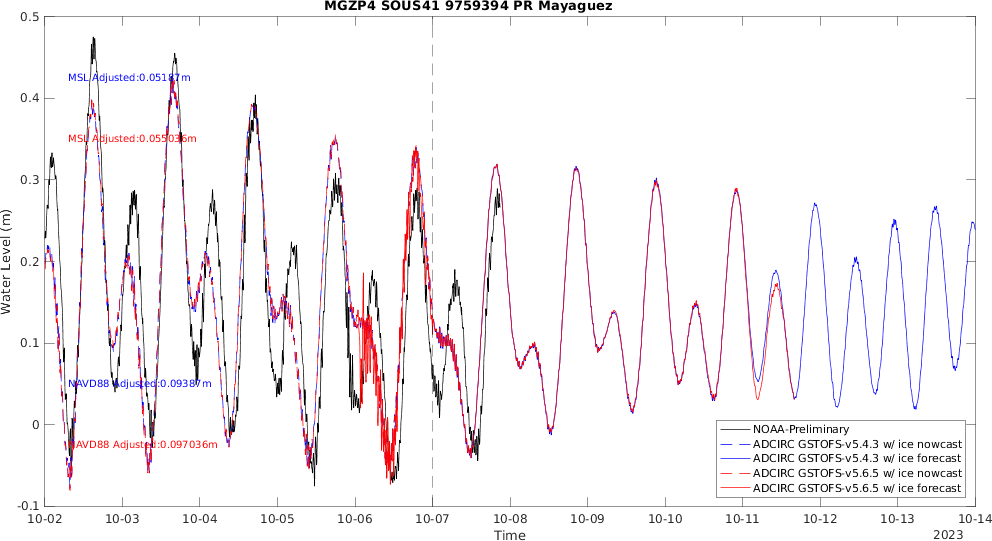 MGZP4 SOUS41 9759394 PR Mayaguez
0.5
0.4
0.3
0.2
0.1
0
-0.1
Water Level (m)
MSL Adjusted:0.05187m
MSL Adjusted:0.055036m
NAVD88 Adjusted:0.09387m
NAVD88 Adjusted:0.097036m
NOAA-Preliminary
ADCIRC GSTOFS-v5.4.3 w/ ice nowcast
ADCIRC GSTOFS-v5.4.3 w/ ice forecast
ADCIRC GSTOFS-v5.6.5 w/ ice nowcast
ADCIRC GSTOFS-v5.6.5 w/ ice forecast
10-02 10-03 10-04 10-05 10-06 10-07 10-08 10-09 10-10 10-11 10-12 10-13 10-14
Time
2023